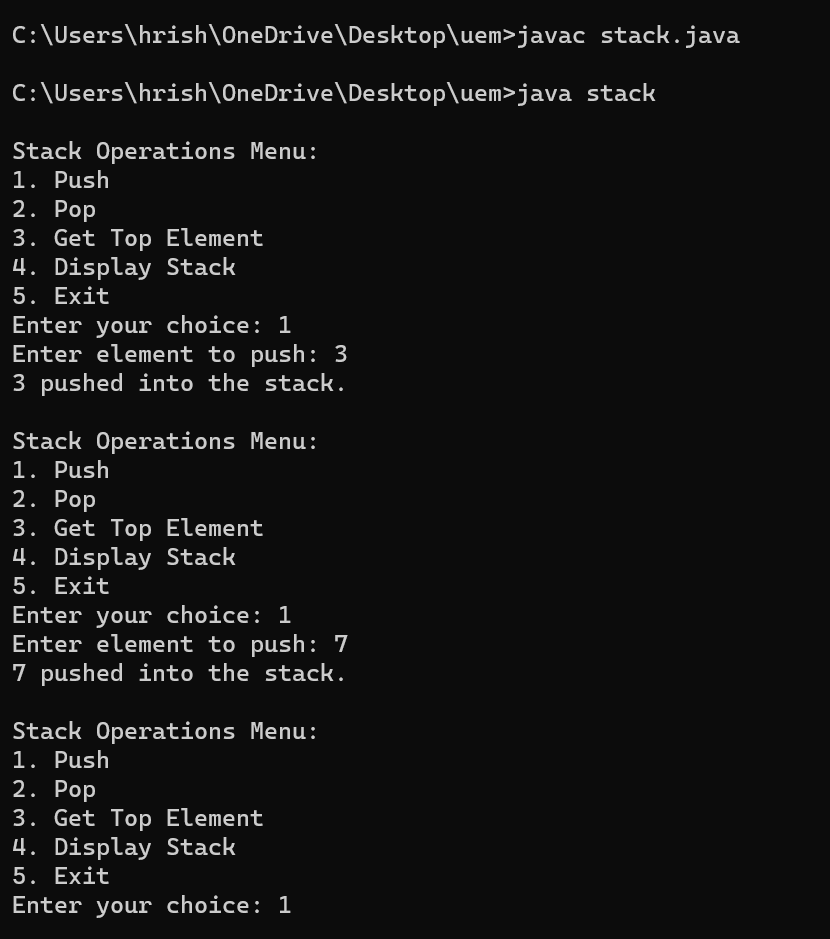 C:\Users\hrish\OneDrive\Desktop\uem>javac stack.java
C:\Users\hrish\OneDrive\Desktop\uem>java stack
Stack Operations Menu:
1. Push
2. Pop
3. Get Top Element
4. Display Stack
5. Exit
Enter your choice: 1
Enter element to push: 3
3 pushed into the stack.
Stack Operations Menu:
1. Push
2. Pop
3. Get Top Element
4. Display Stack
5. Exit
Enter your choice: 1
Enter element to push: 7
7 pushed into the stack.
Stack Operations Menu:
1. Push
2. Pop
3. Get Top Element
4. Display Stack
5. Exit
Enter your choice: 1